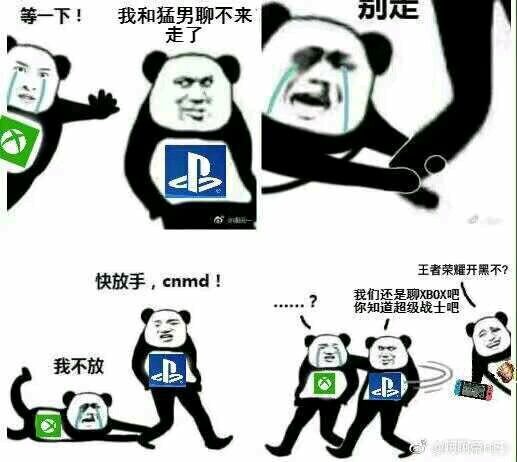 等一下！
我和猛男聊不来
走了
别走
快放手，cnmd！
我不放
……？
我们还是聊XBOX吧
你知道超级战士吧
王者荣耀开黑不？